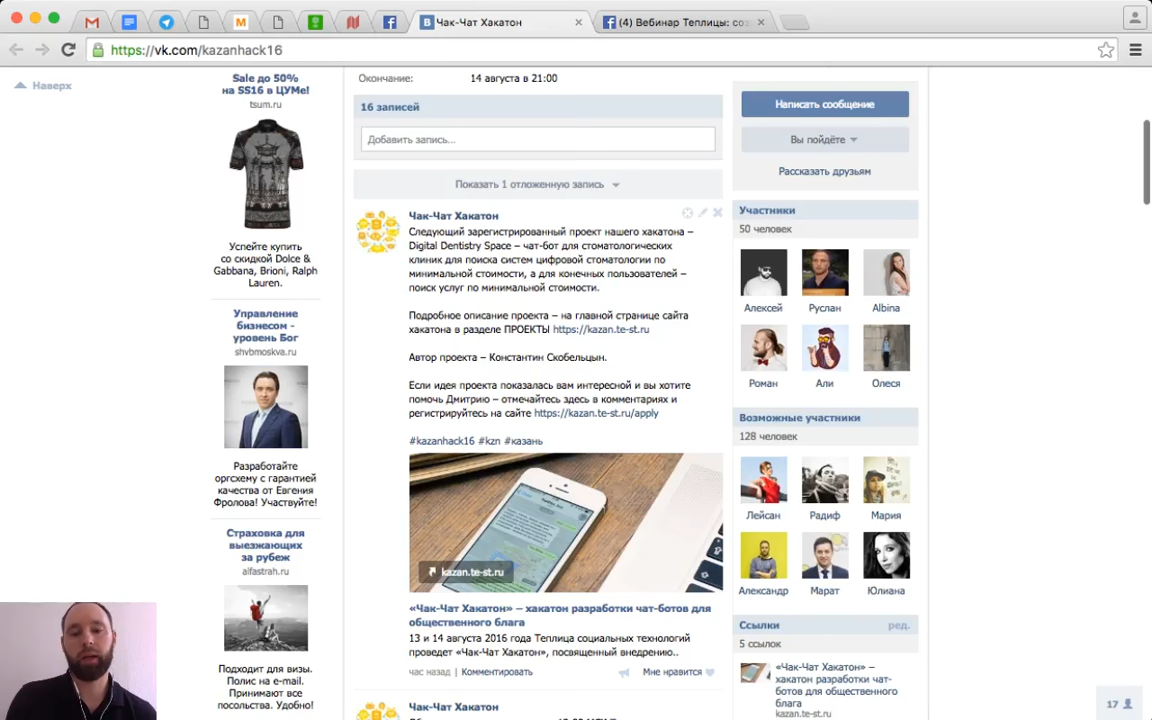 Чак-Чат Хакатон
(4) Вебинар Теплицы: соз
https://vk.com/kazanhack16
Наверх
Sale до 50%
на SS16 в ЦУМе!
tsum.ru
Успейте купить
со скидкой Dolce &
Gabbana, Brioni, Ralph
Lauren.
Управление
бизнесом -
уровень Бог
shvbmoskva.ru
Разработайте
оргсхему с гарантией
качества от Евгения
Фролова! Участвуйте!
Страховка для
выезжающих
за рубеж
alfastrah.ru
Подходит для визы.
Полис на e-mail.
Принимают все
посольства. Удобно!
Окончание: 14 августа в 21:00
16 записей
Добавить запись...
Показать 1 отложенную запись
Чак-Чат Хакатон
Следующий зарегистрированный проект нашего хакатона –
Digital Dentistry Space – чат-бот для стоматологических
клиник для поиска систем цифровой стоматологии по
минимальной стоимости, а для конечных пользователей –
поиск услуг по минимальной стоимости.
Подробное описание проекта – на главной странице сайта
хакатона в разделе ПРОЕКТЫ https://kazan.te-st.ru
Автор проекта – Константин Скобельцын.
Если идея проекта показалась вам интересной и вы хотите
помочь Дмитрию – отмечайтесь здесь в комментариях и
регистрируйтесь на сайте https://kazan.te-st.ru/apply
#kazanhack16 #kzn #казань
kazan.te-st.ru
«Чак-Чат Хакатон» – хакатон разработки чат-ботов для
общественного блага
13 и 14 августа 2016 года Теплица социальных технологий
проведет «Чак-Чат Хакатон», посвященный внедрению..
час назад | Комментировать Мне нравится
Чак-Чат Хакатон
Написать сообщение
Вы пойдёте
Рассказать друзьям
Участники
50 человек
Алексей Руслан Albina
Роман Али Олеся
Возможные участники
128 человек
Лейсан Радиф Мария
Александр Марат Юлиана
Ссылки ред.
5 ссылок
«Чак-Чат Хакатон» –
хакатон разработки чат-
ботов для общественного
блага
kazan.te-st.ru
17